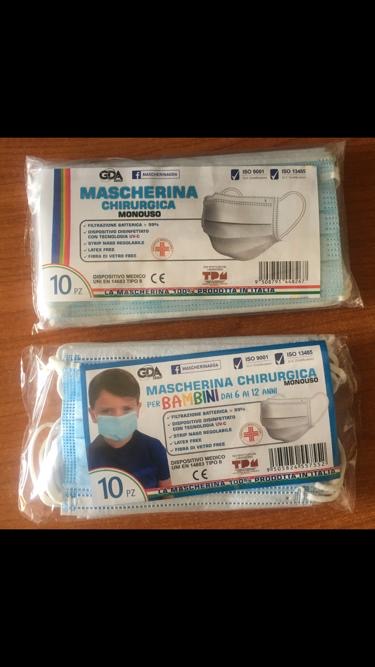 GDA
MASCHERINAGDA
ISO 9001
ISO 13485
MASCHERINA
CHIRURGICA
MONOUSO
FILTRAZIONE BATTERICA > 99%
DISPOSITIVO DISINFETTATO
CON TECNOLOGIA UV-C
STRIP NASO REGOLABILE
LATEX FREE
FIBRA DI VETRO FREE
10 PZ
DISPOSITIVO MEDICO
UNI EN 14683 TIPO II
CE
TPM
LA MASCHERINA 100% PRODOTTA IN ITALIA
GDA
MASCHERINAGDA
ISO 9001
ISO 13485
MASCHERINA CHIRURGICA
MONOUSO
PER BAMBINI DAI 6 AI 12 ANNI
FILTRAZIONE BATTERICA > 99%
DISPOSITIVO DISINFETTATO
CON TECNOLOGIA UV-C
STRIP NASO REGOLABILE
LATEX FREE
FIBRA DI VETRO FREE
10 PZ
DISPOSITIVO MEDICO
UNI EN 14683 TIPO II
CE
LA MASCHERINA 100% PRODOTTA IN ITALIA